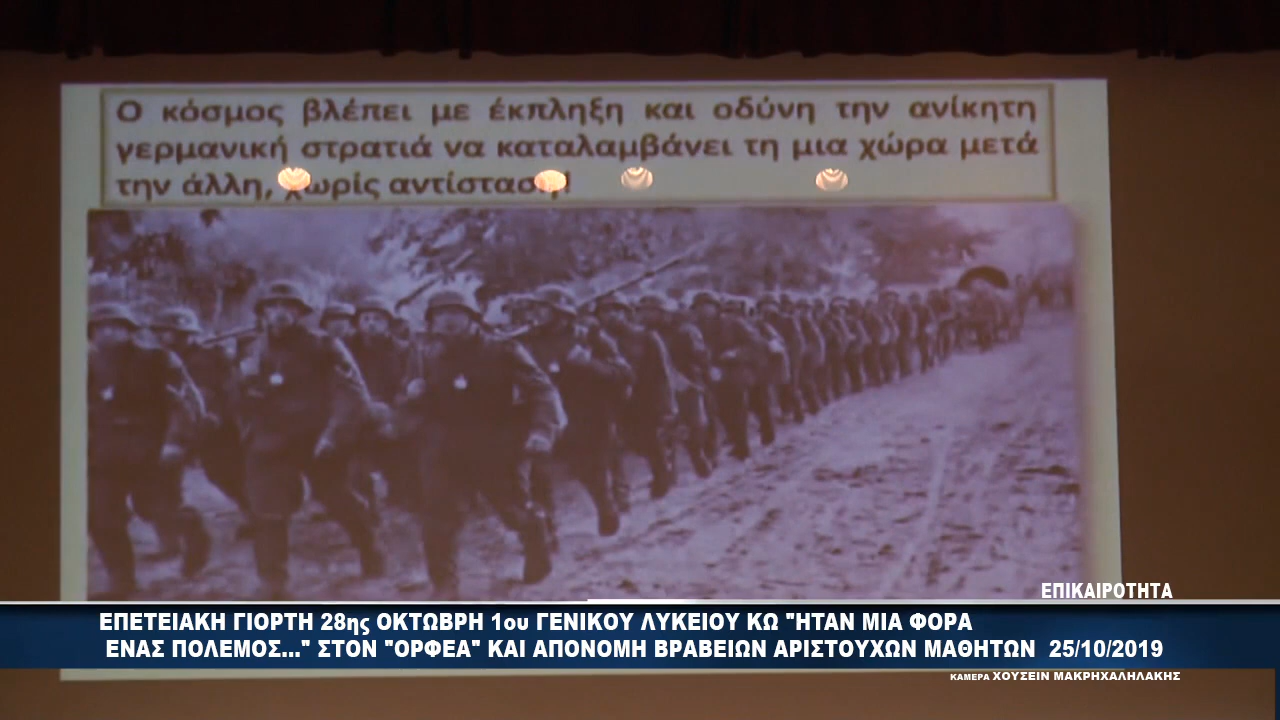 Ο κόσμος βλέπει με έκπληξη και οδύνη την ανίκητη
γερμανική στρατιά να καταλαμβάνει τη μια χώρα μετά
την άλλη, χωρίς αντίσταση!
ΕΠΙΚΑΙΡΟΤΗΤΑ
ΕΠΕΤΕΙΑΚΗ ΓΙΟΡΤΗ 28ης ΟΚΤΩΒΡΗ 1ου ΓΕΝΙΚΟΥ ΛΥΚΕΙΟΥ ΚΩ "ΗΤΑΝ ΜΙΑ ΦΟΡΑ
ΕΝΑΣ ΠΟΛΕΜΟΣ..." ΣΤΟΝ "ΟΡΦΕΑ" ΚΑΙ ΑΠΟΝΟΜΗ ΒΡΑΒΕΙΩΝ ΑΡΙΣΤΟΥΧΩΝ ΜΑΘΗΤΩΝ 25/10/2019
ΚΑΜΕΡΑ ΧΟΥΣΕΙΝ ΜΑΚΡΗΧΑΛΗΛΑΚΗΣ